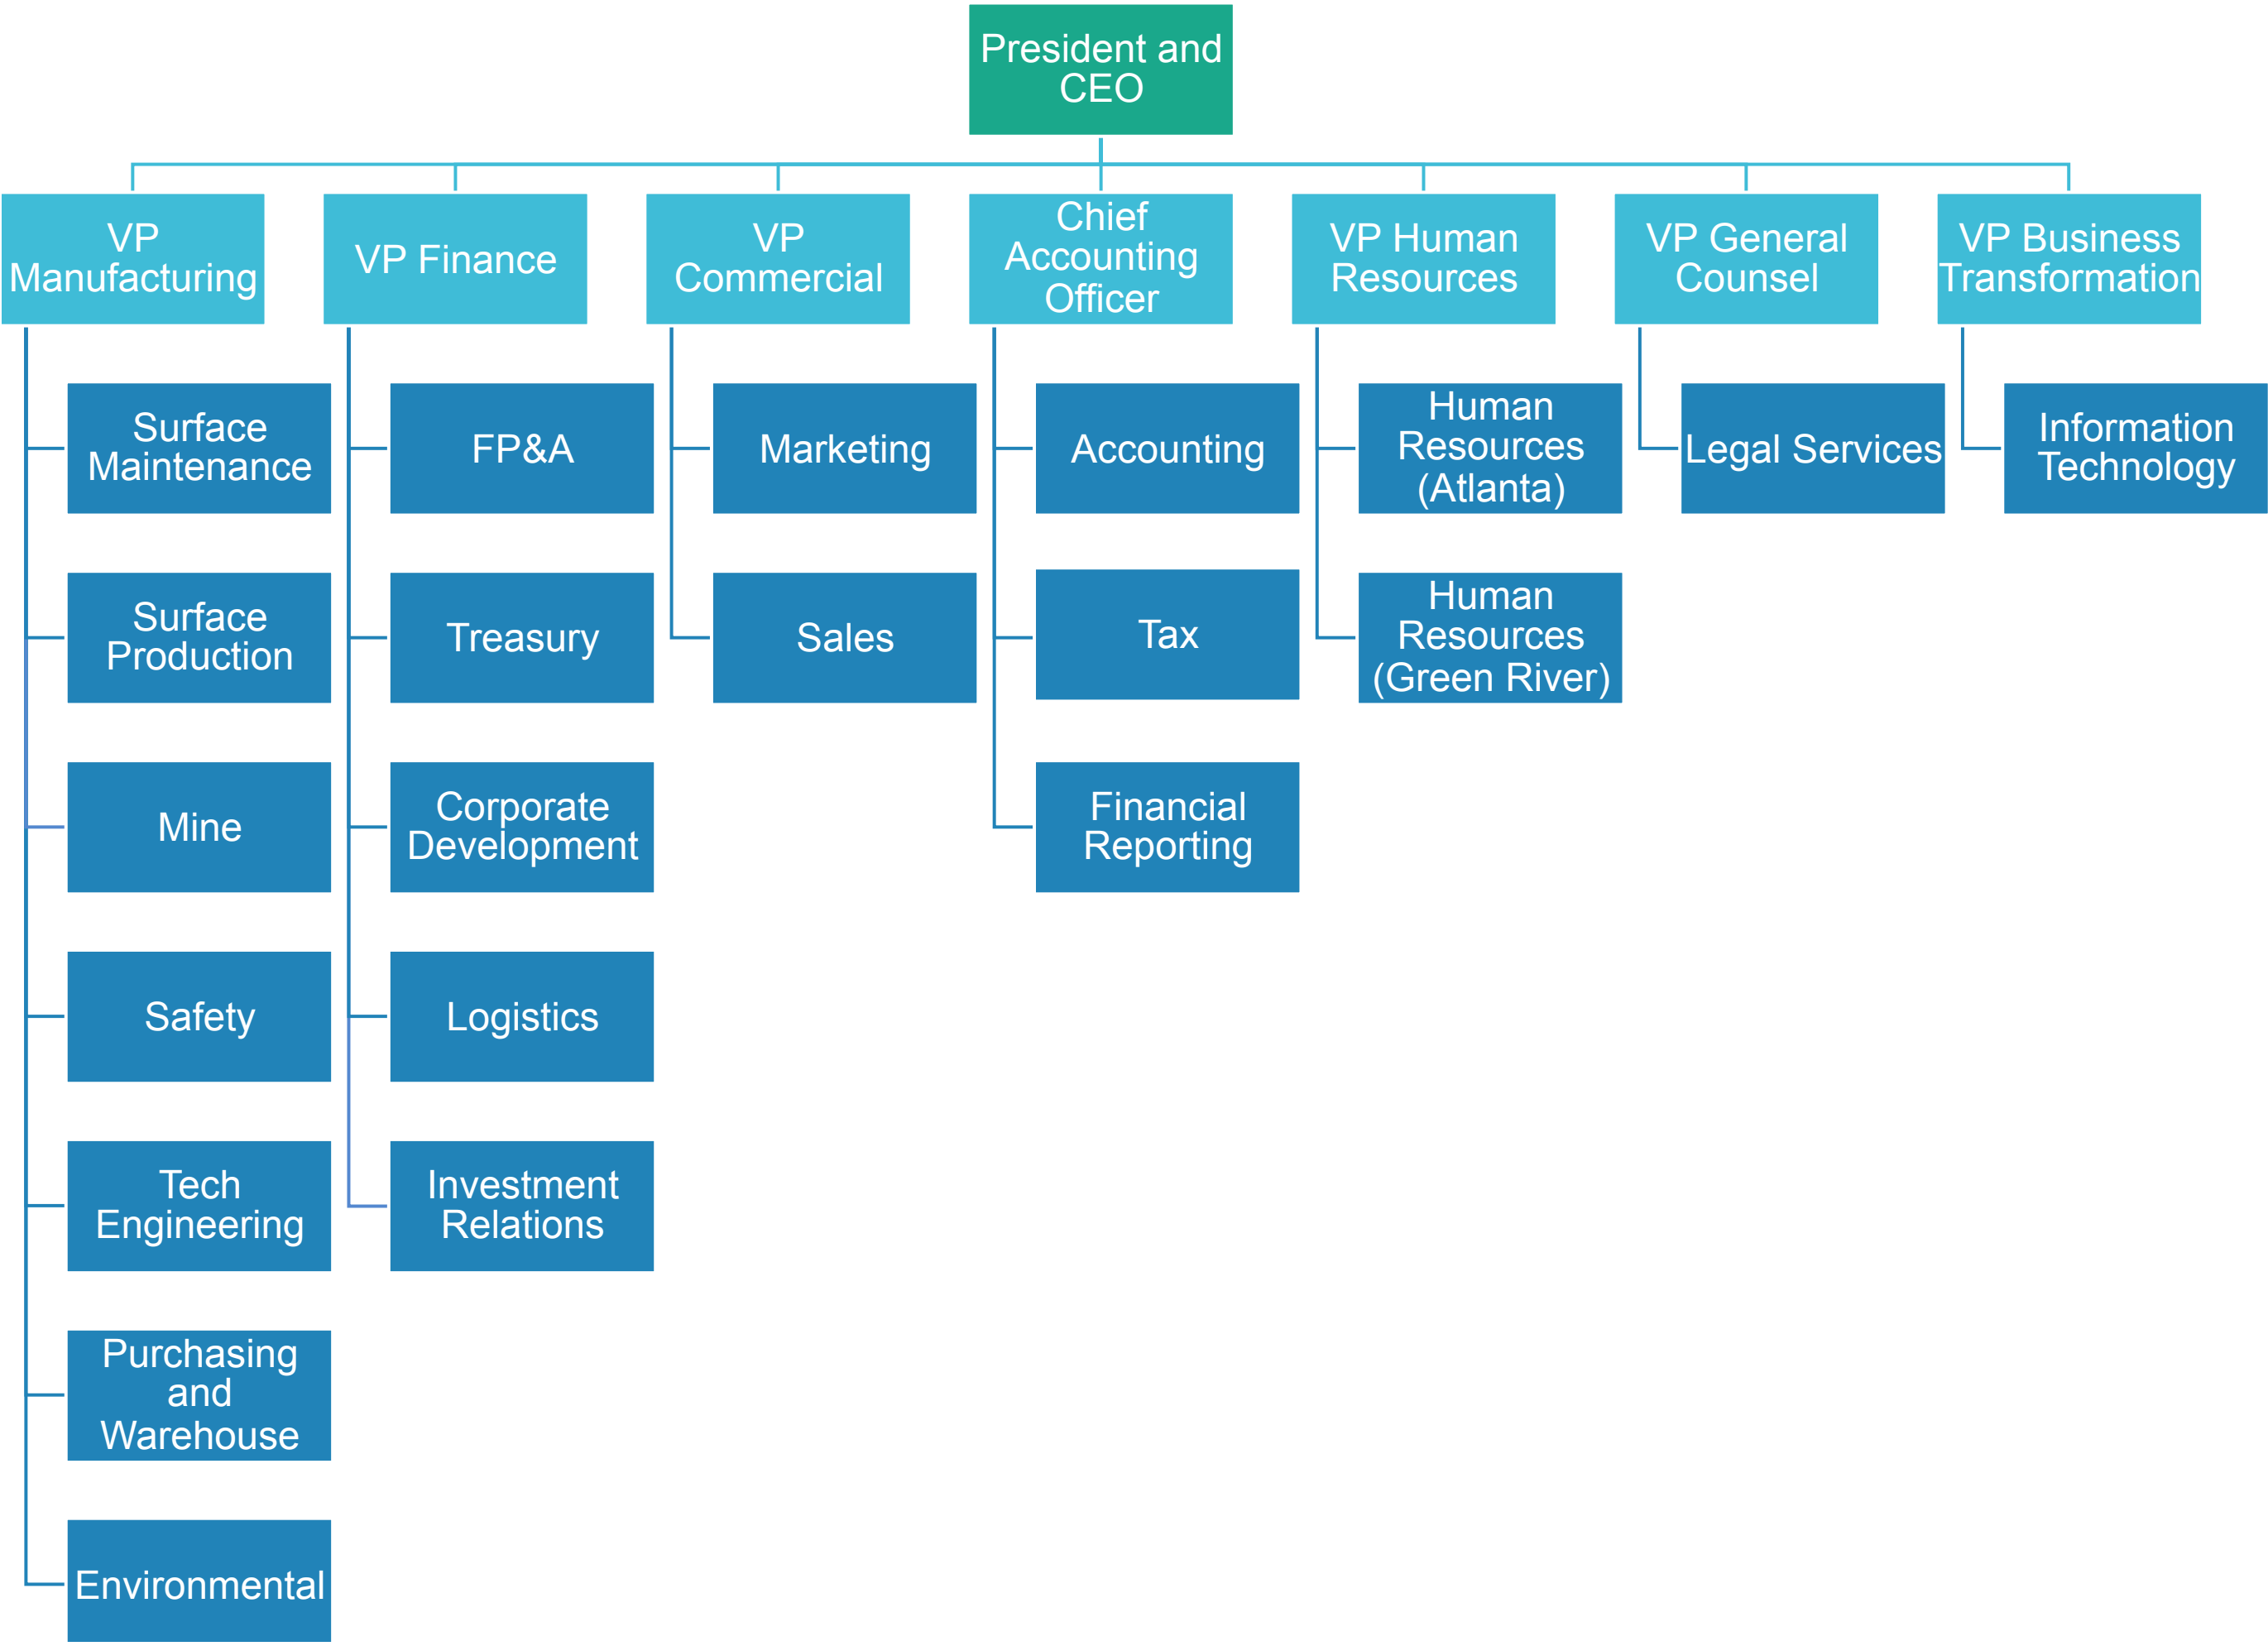 President and
CEO
VP
Manufacturing
VP Finance
VP
Commercial
Chief
Accounting
Officer
VP Human
Resources
VP General
Counsel
VP Business
Transformation
Surface
Maintenance
FP&A
Marketing
Accounting
Human
Resources
(Atlanta)
Legal Services
Information
Technology
Surface
Production
Treasury
Sales
Tax
Human
Resources
(Green River)
Mine
Corporate
Development
Financial
Reporting
Safety
Logistics
Tech
Engineering
Investment
Relations
Purchasing
and
Warehouse
Environmental